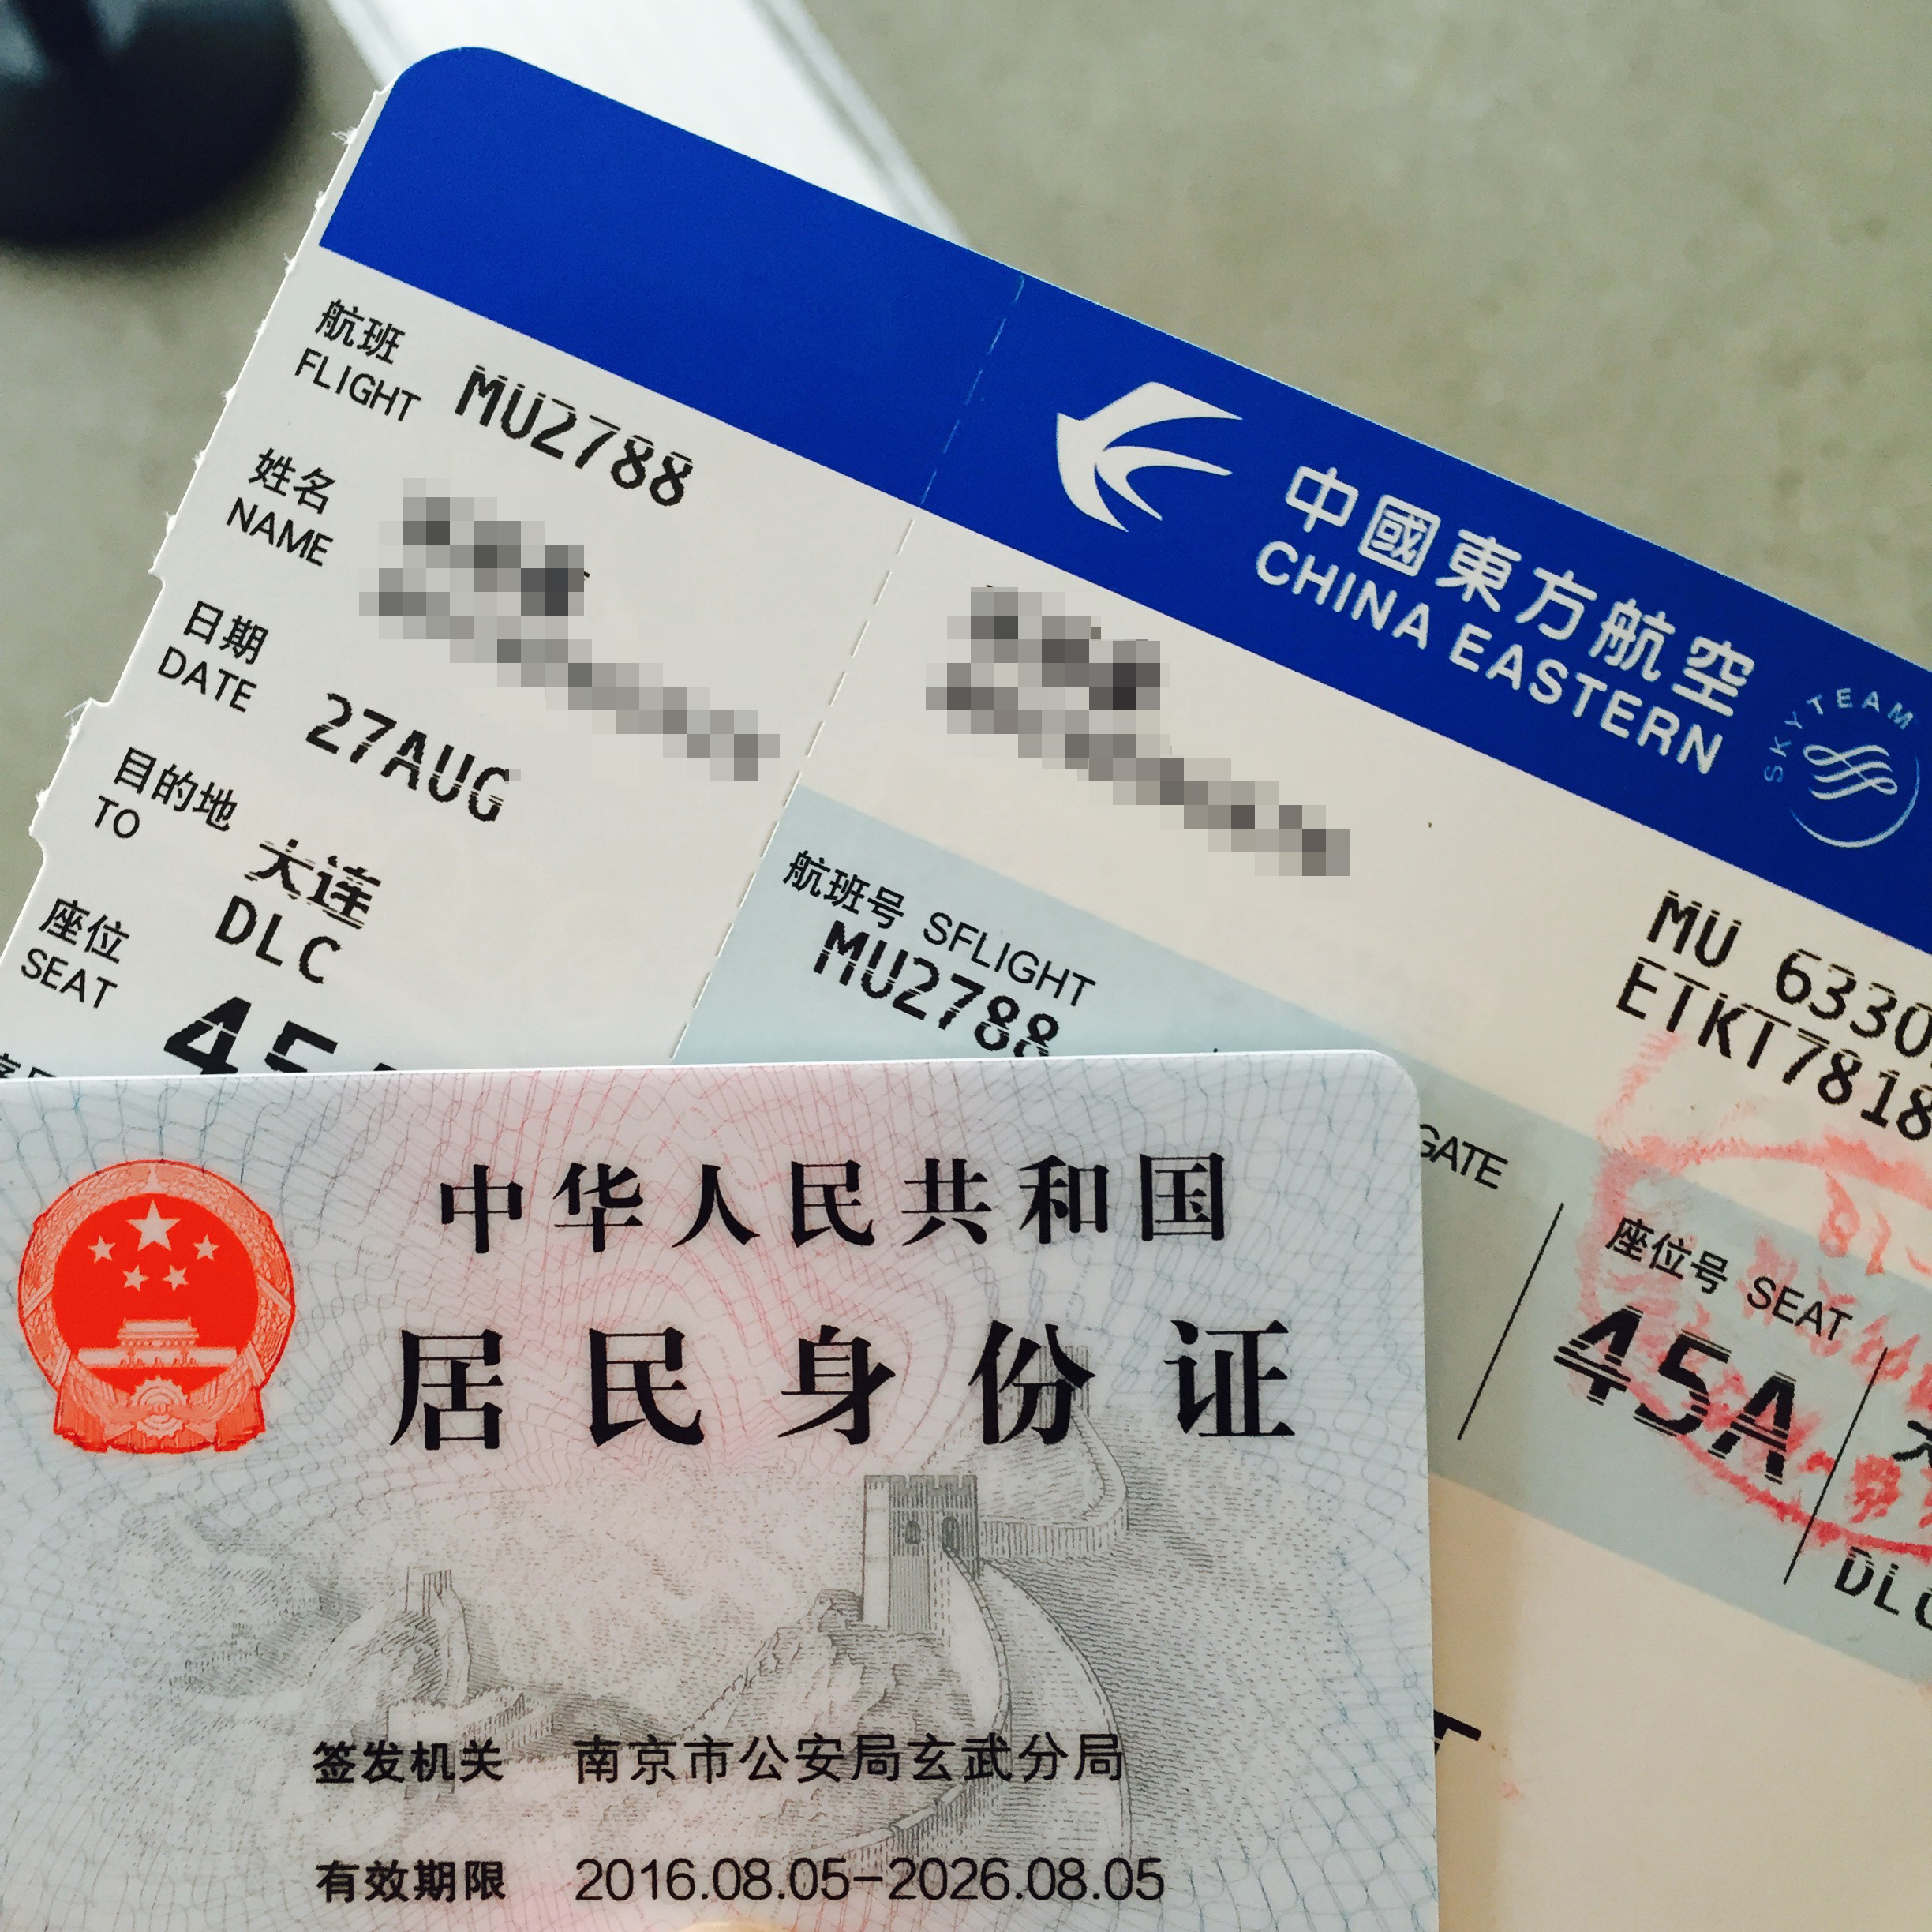 中國東方航空
CHINA EASTERN
SKYTEAM
航班
FLIGHT
MU2788
姓名
NAME
日期
DATE
27AUG
目的地
TO
大连
DLC
座位
SEAT
航班号 SFLIGHT
MU2788
MU 6330
ETKT7818
GATE
座位号 SEAT
45A
DLC
中华人民共和国
居民身份证
签发机关 南京市公安局玄武分局
有效期限 2016.08.05-2026.08.05